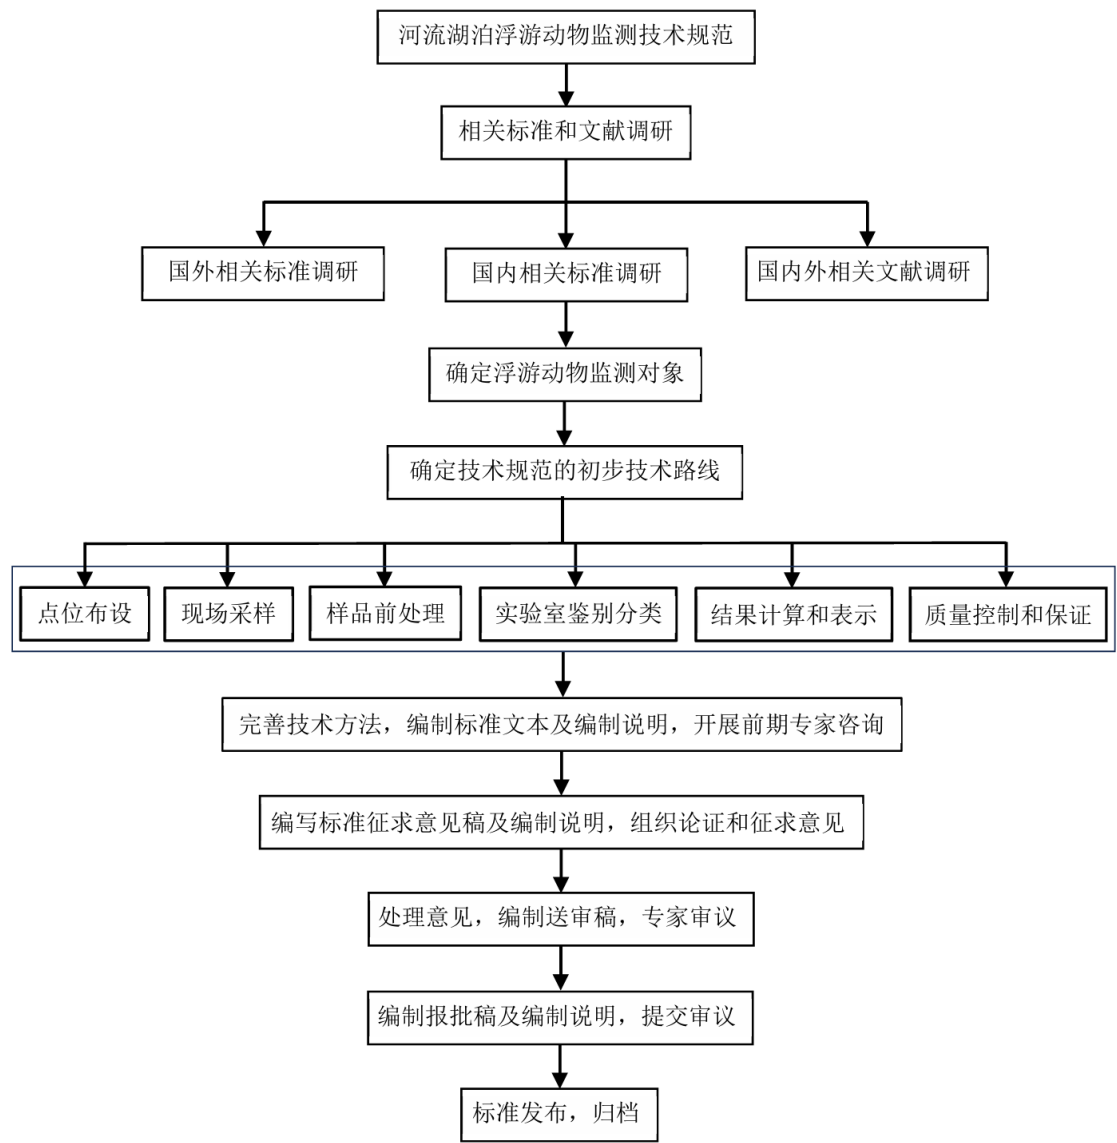 河流湖泊浮游动物监测技术规范
相关标准和文献调研
国外相关标准调研
国内相关标准调研
国内外相关文献调研
确定浮游动物监测对象
确定技术规范的初步技术路线
点位布设
现场采样
样品前处理
实验室鉴别分类
结果计算和表示
质量控制和保证
完善技术方法，编制标准文本及编制说明，开展前期专家咨询
编写标准征求意见稿及编制说明，组织论证和征求意见
处理意见，编制送审稿，专家审议
编制报批稿及编制说明，提交审议
标准发布，归档